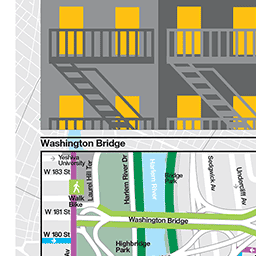 Washington Bridge
Yeshiva
University
W 183 St
Laurel Hill Ter
Harlem River Dr
Harlem River
Bridge
Park
Sedgwick Av
Undercliff Av
Walk
Bike
W 181 St
Washington Bridge
W 180 St
Highbridge
Park